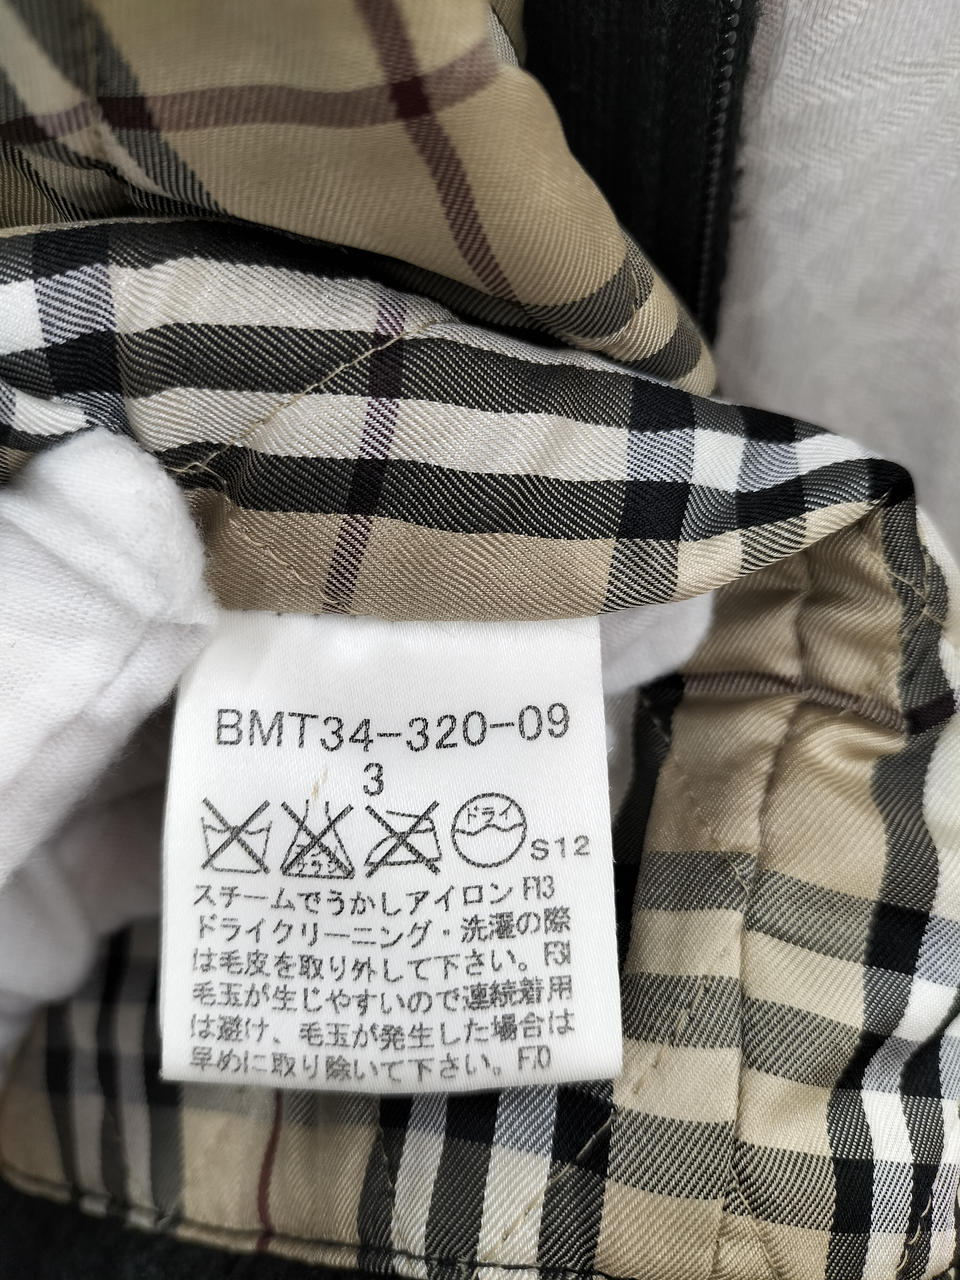 BMT34-320-09
3
ドライ
S12
スチームでうかしアイロン F13
ドライクリーニング・洗濯の際
は毛皮を取り外して下さい。F31
毛玉が生じやすいので連続着用
は避け、毛玉が発生した場合は
早めに取り除いて下さい。FJ0